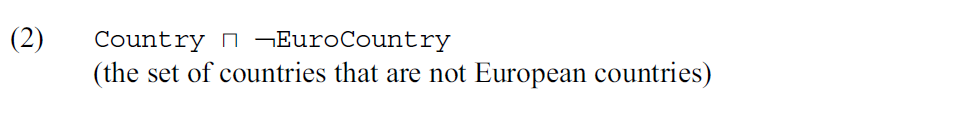 (2) Country ⊓ ¬EuroCountry
(the set of countries that are not European countries)